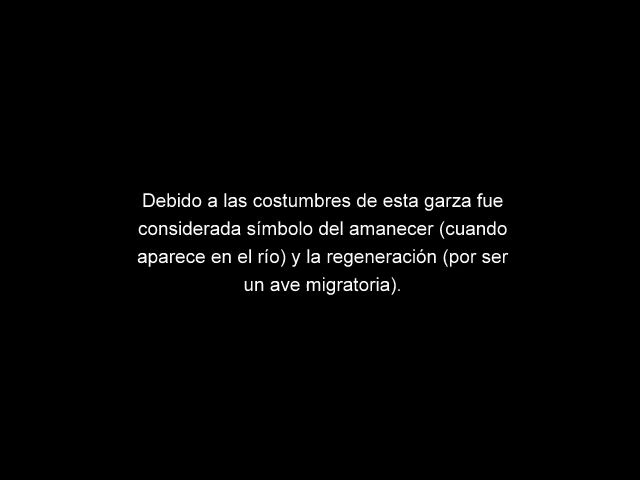 Debido a las costumbres de esta garza fue
considerada símbolo del amanecer (cuando
aparece en el río) y la regeneración (por ser
un ave migratoria).